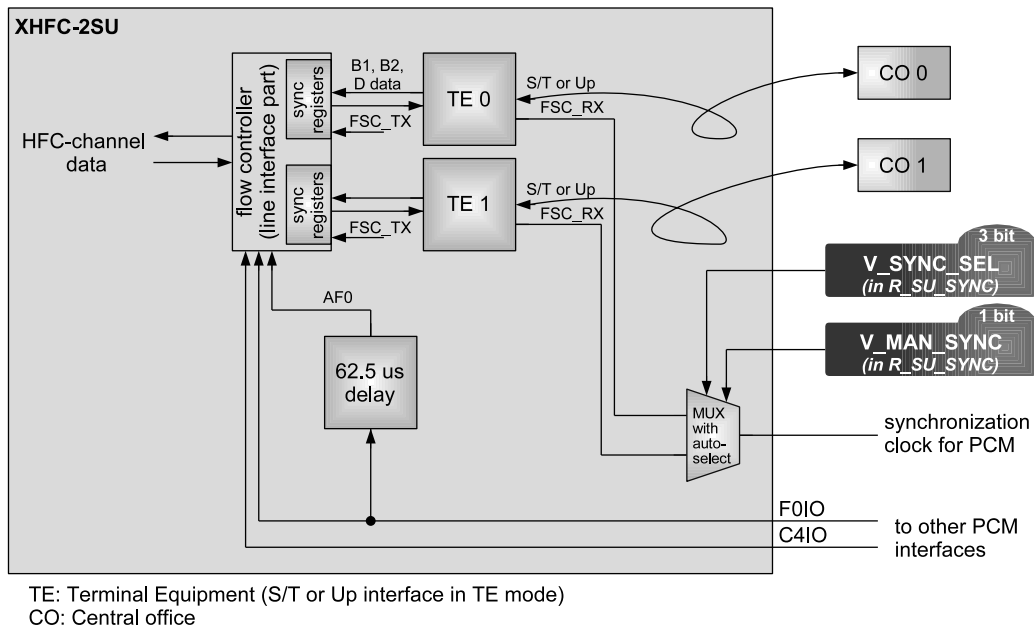 XHFC-2SU
HFC-channel
data
flow controller
(line interface part)
sync
registers
B1, B2,
D data
FSC_TX
TE 0
S/T or Up
FSC_RX
CO 0
sync
registers
FSC_TX
TE 1
S/T or Up
FSC_RX
CO 1
3 bit
V_SYNC_SEL
(in R_SU_SYNC)
1 bit
V_MAN_SYNC
(in R_SU_SYNC)
AF0
62.5 us
delay
MUX
with
auto-
select
synchronization
clock for PCM
F0IO
C4IO
to other PCM
interfaces
TE: Terminal Equipment (S/T or Up interface in TE mode)
CO: Central office